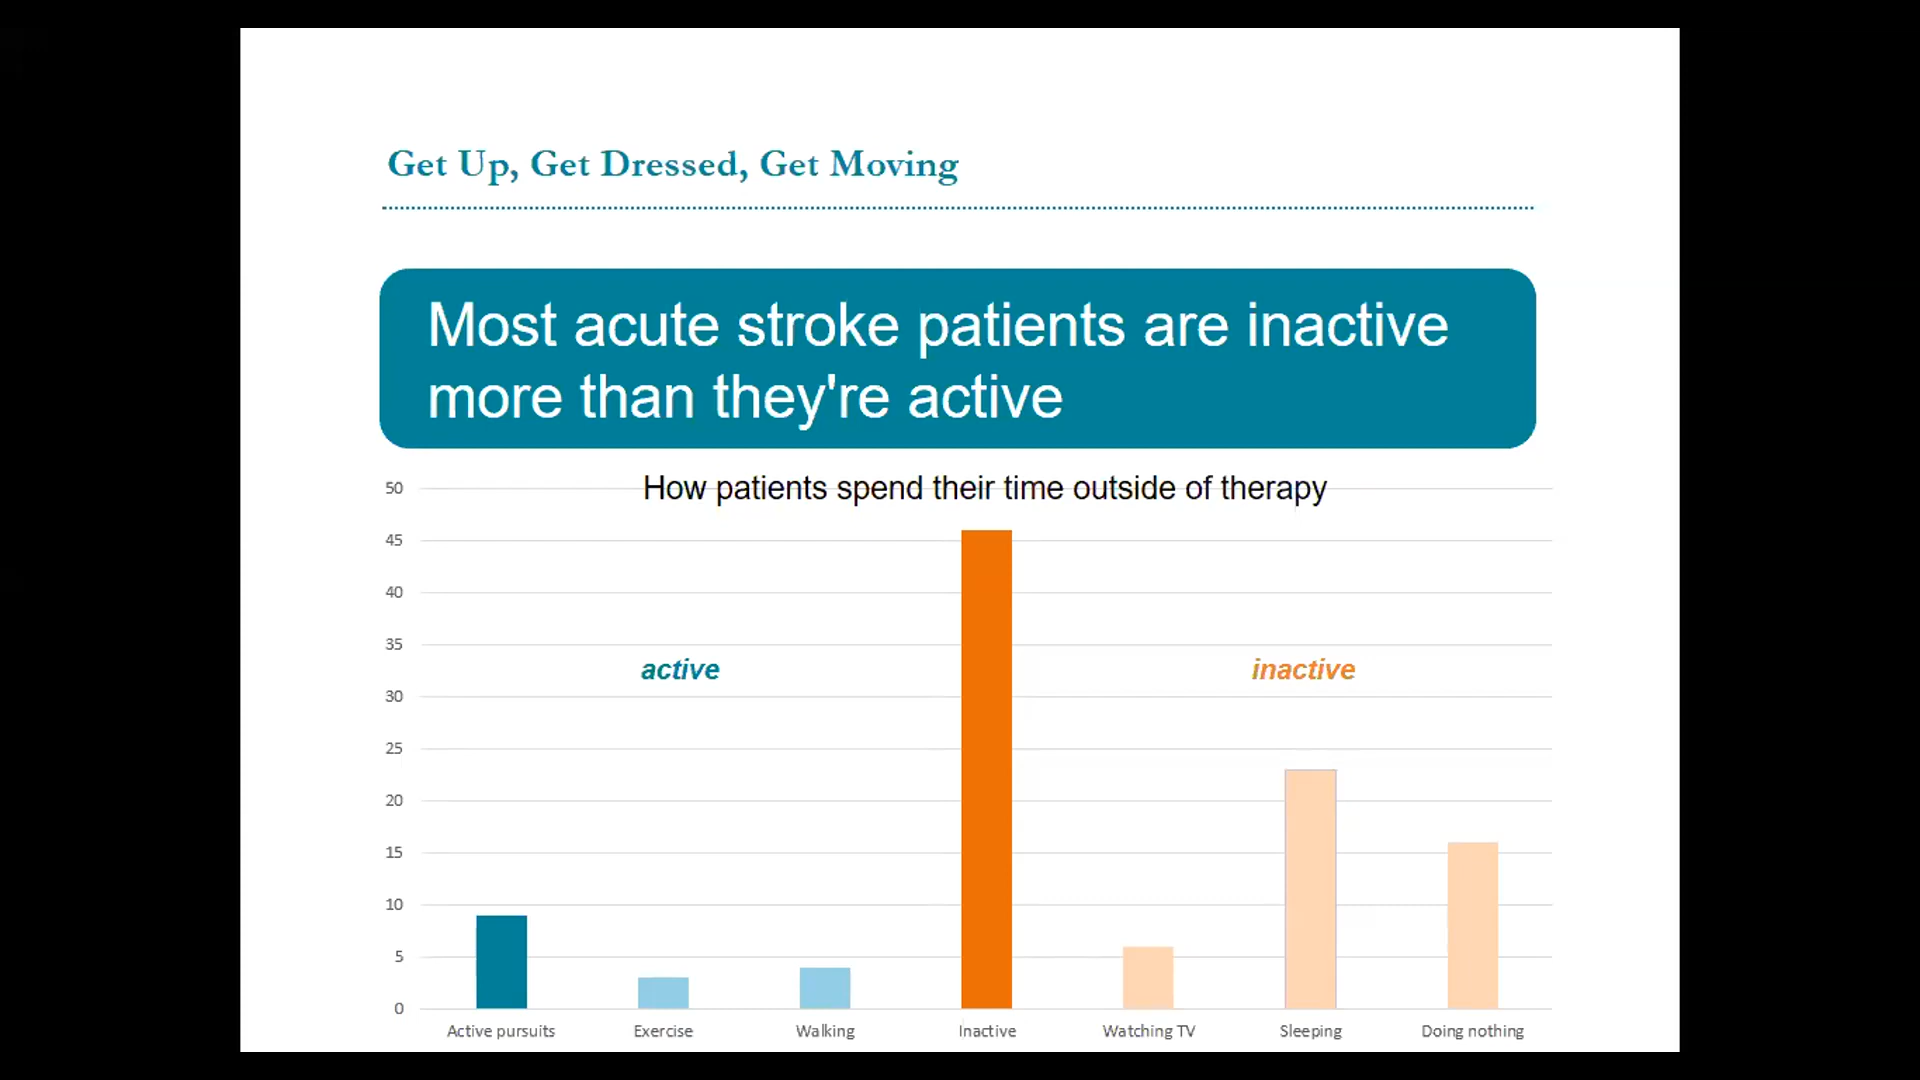 Get Up, Get Dressed, Get Moving
Most acute stroke patients are inactive
more than they're active
How patients spend their time outside of therapy
50
45
40
35
30
25
20
15
10
5
0
active
inactive
Active pursuits
Exercise
Walking
Inactive
Watching TV
Sleeping
Doing nothing